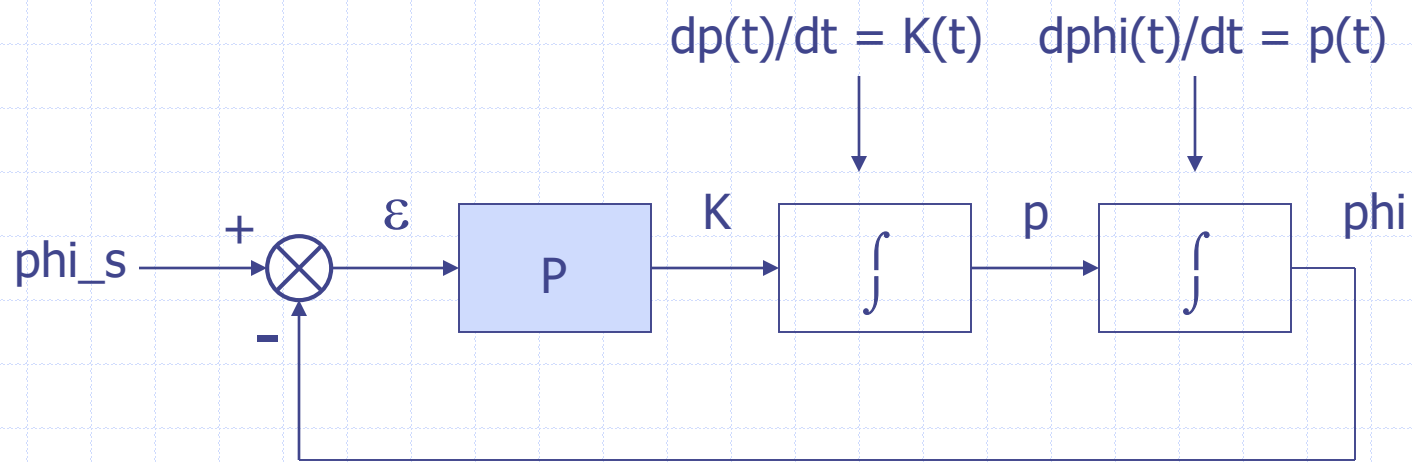 dp(t)/dt = K(t) dphi(t)/dt = p(t)
phi_s + ε P K ∫ p ∫ phi
-